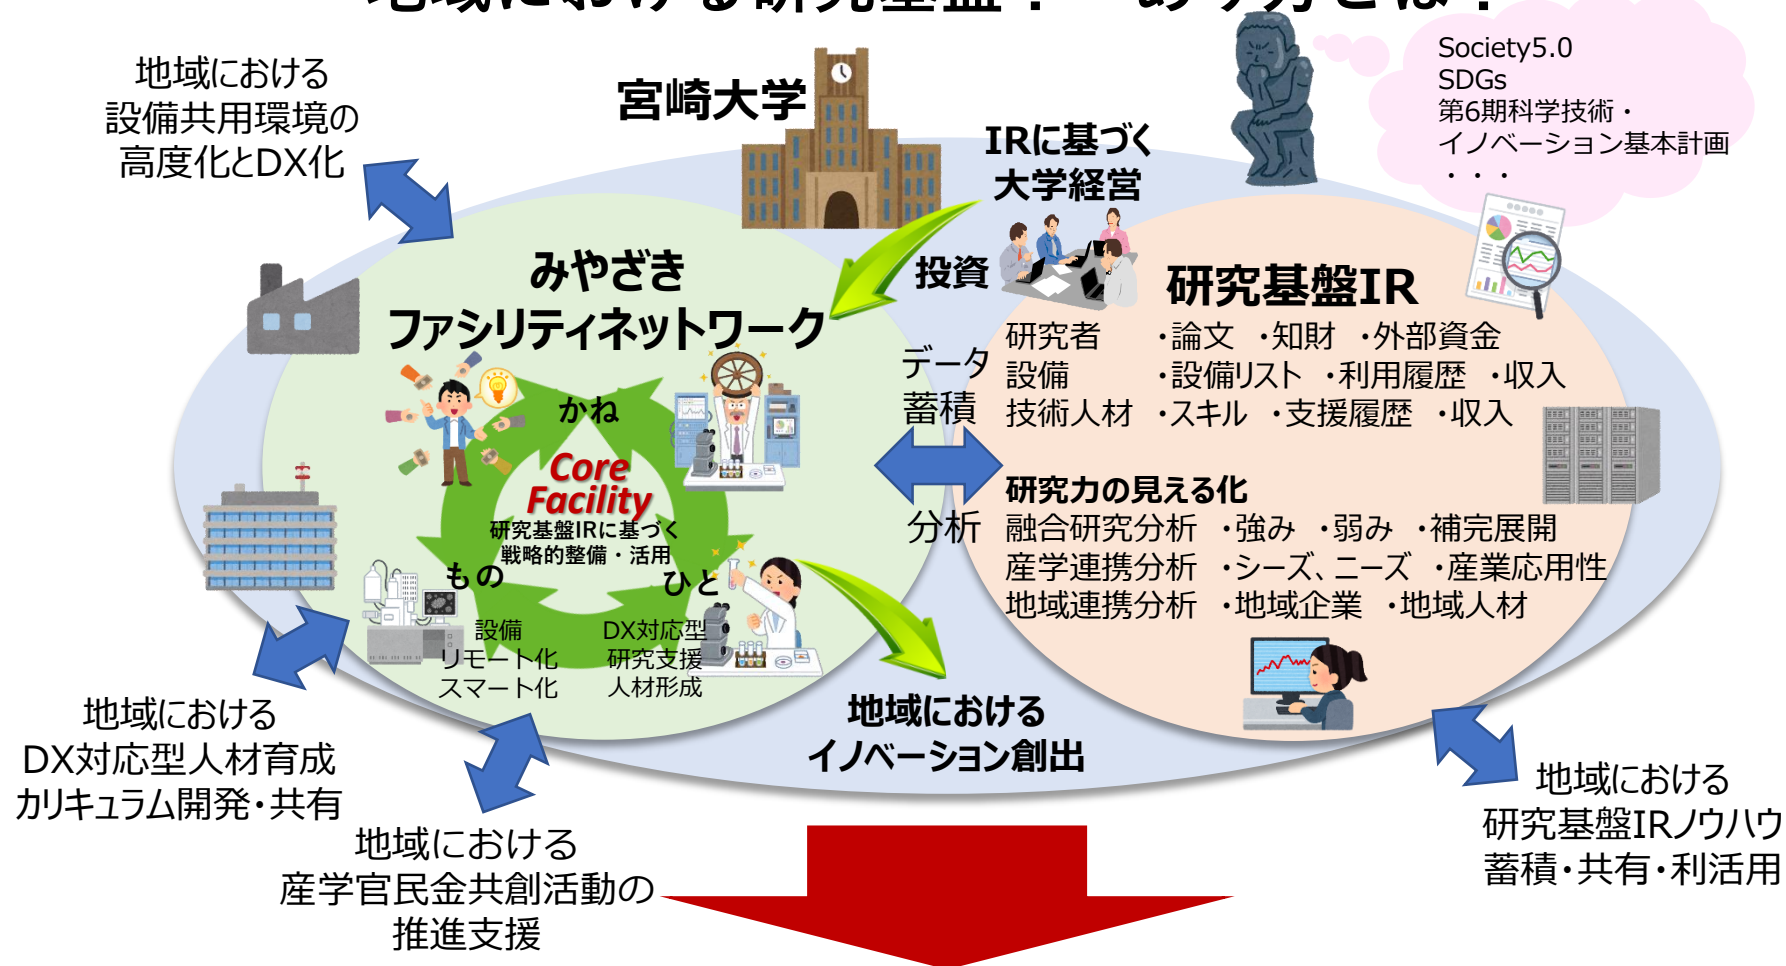 地域における
設備共用環境の
高度化とDX化
宮崎大学
IRに基づく
大学経営
Society5.0
SDGs
第6期科学技術・
イノベーション基本計画
・・・
みやざき
ファシリティネットワーク
投資
研究基盤IR
研究者 ・論文 ・知財 ・外部資金
設備 ・設備リスト ・利用履歴 ・収入
技術人材 ・スキル ・支援履歴 ・収入
データ
蓄積
分析
かね
Core
Facility
研究基盤IRに基づく
戦略的整備・活用
もの
ひと
設備
リモート化
スマート化
DX対応型
研究支援
人材形成
研究力の見える化
融合研究分析 ・強み ・弱み ・補完展開
産学連携分析 ・シーズ、ニーズ ・産業応用性
地域連携分析 ・地域企業 ・地域人材
地域における
イノベーション創出
地域における
DX対応型人材育成
カリキュラム開発・共有
地域における
産学官民金共創活動の
推進支援
地域における
研究基盤IRノウハウ
蓄積・共有・利活用